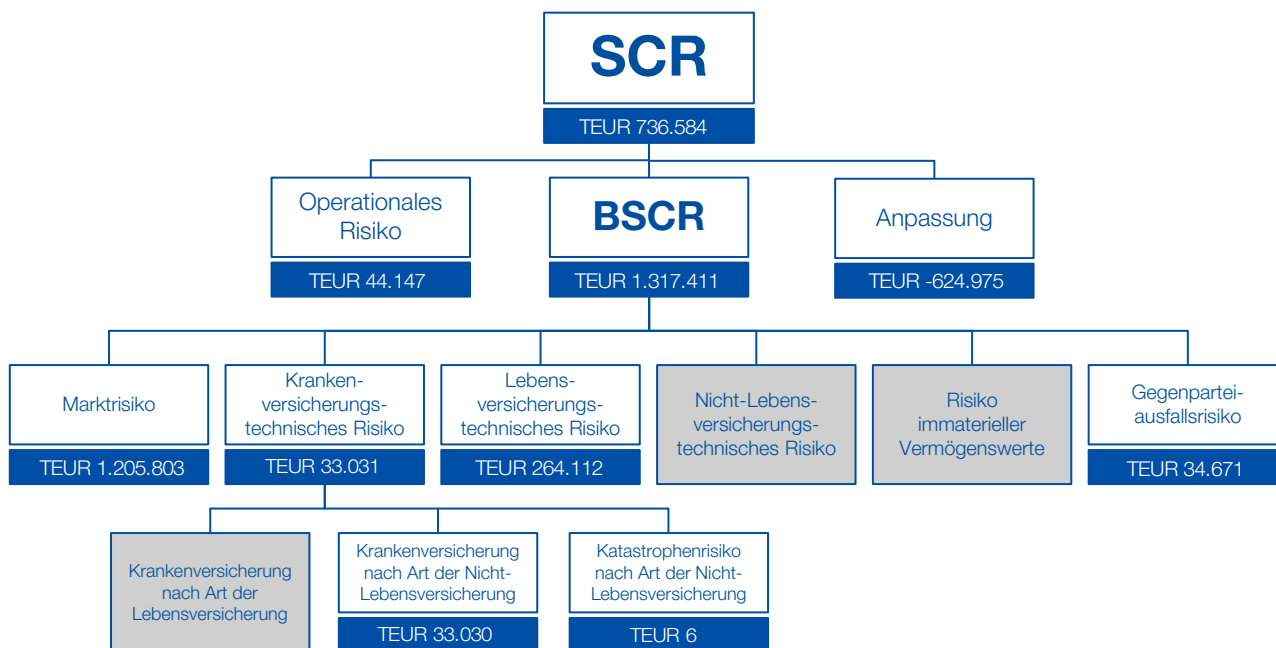 SCR
TEUR 736.584
Operationales
Risiko
TEUR 44.147
BSCR
TEUR 1.317.411
Anpassung
TEUR -624.975
Marktrisiko
TEUR 1.205.803
Kranken-
versicherungs-
technisches Risiko
TEUR 33.031
Lebens-
versicherungs-
technisches Risiko
TEUR 264.112
Nicht-Lebens-
versicherungs-
technisches Risiko
Risiko
immaterieller
Vermögenswerte
Gegenpartei-
ausfallsrisiko
TEUR 34.671
Krankenversicherung
nach Art der
Lebensversicherung
Krankenversicherung
nach Art der Nicht-
Lebensversicherung
TEUR 33.030
Katastrophenrisiko
nach Art der Nicht-
Lebensversicherung
TEUR 6